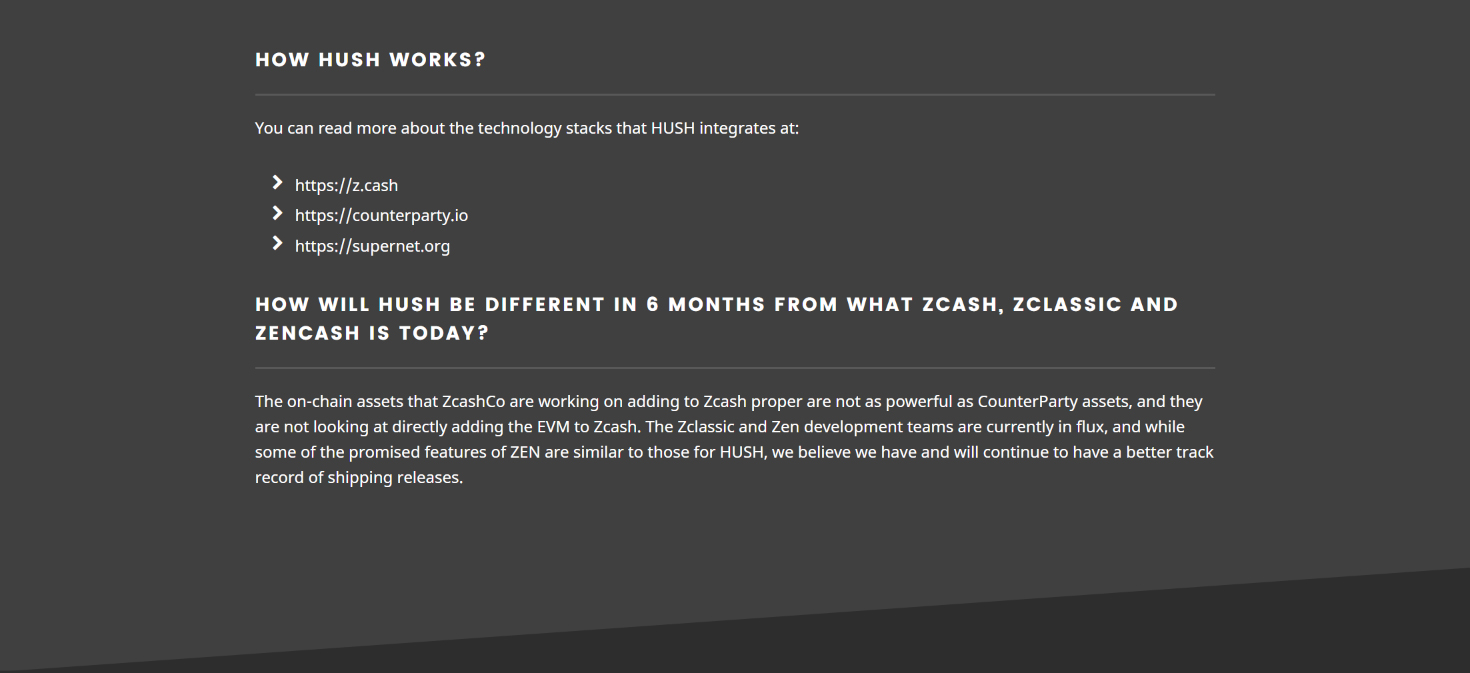 HOW HUSH WORKS?
You can read more about the technology stacks that HUSH integrates at:
https://z.cash
https://counterparty.io
https://supernet.org
HOW WILL HUSH BE DIFFERENT IN 6 MONTHS FROM WHAT ZCASH, ZCLASSIC AND
ZENCASH IS TODAY?
The on-chain assets that ZcashCo are working on adding to Zcash proper are not as powerful as CounterParty assets, and they
are not looking at directly adding the EVM to Zcash. The Zclassic and Zen development teams are currently in flux, and while
some of the promised features of ZEN are similar to those for HUSH, we believe we have and will continue to have a better track
record of shipping releases.